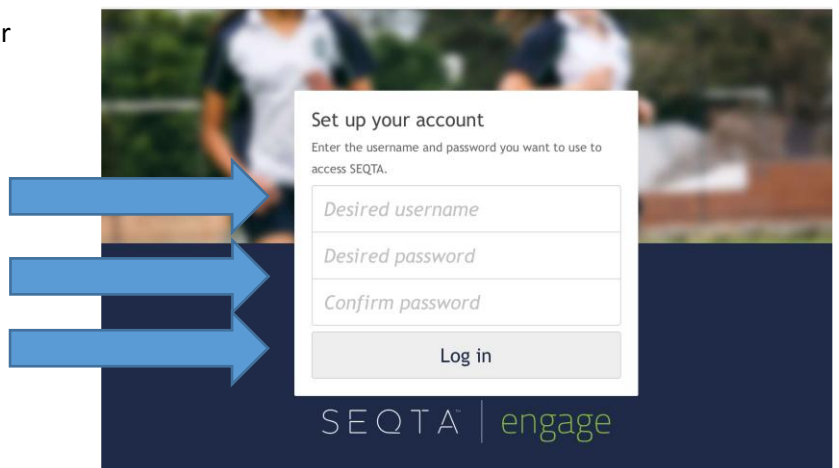 r
Set up your account
Enter the username and password you want to use to
access SEQTA.
Desired username
Desired password
Confirm password
Log in
SEQTA™ | engage